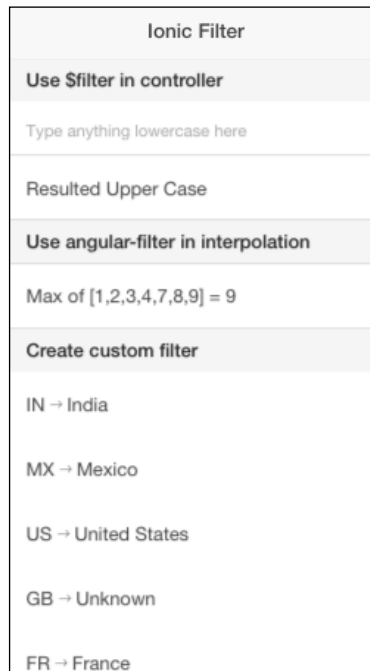 Ionic Filter
Use $filter in controller
Type anything lowercase here
Resulted Upper Case
Use angular-filter in interpolation
Max of [1,2,3,4,7,8,9] = 9
Create custom filter
IN → India
MX → Mexico
US → United States
GB → Unknown
FR → France